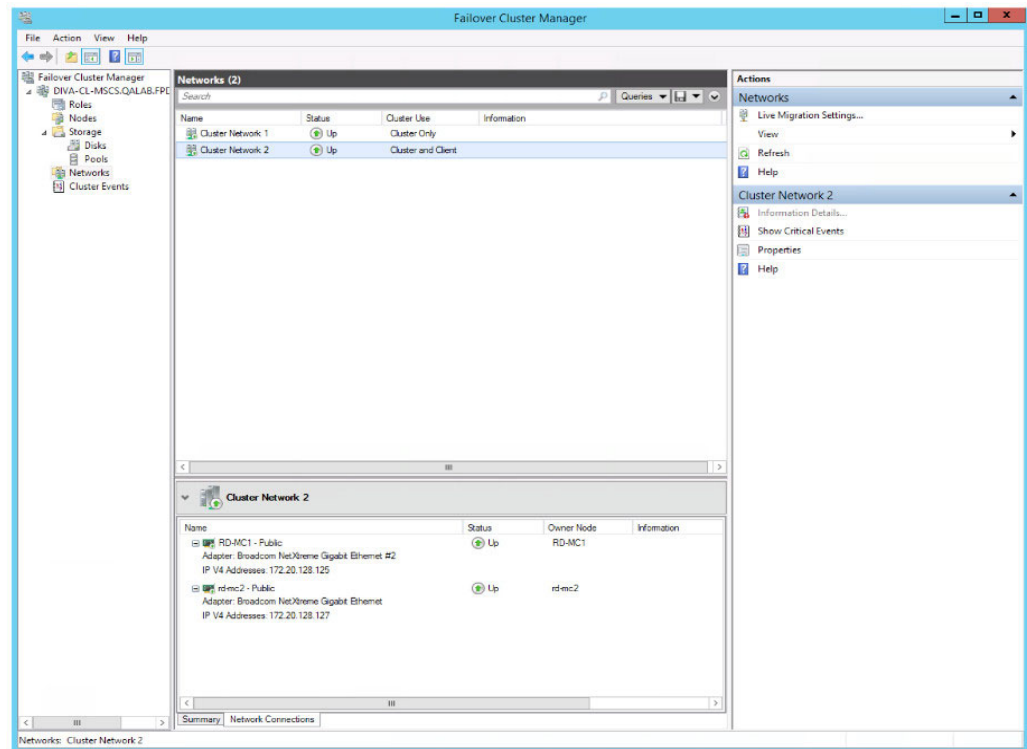 Failover Cluster Manager
File Action View Help
Failover Cluster Manager
DIVA-CL-MSCS.QALAB.FPD
Roles
Nodes
Storage
Disks
Pools
Networks
Cluster Events
Networks (2)
Search
Queries
Name Status Cluster Use Information
Cluster Network 1 Up Cluster Only
Cluster Network 2 Up Cluster and Client
Cluster Network 2
Name Status Owner Node Information
RD-MC1 - Public Up RD-MC1
Adapter: Broadcom NetXtreme Gigabit Ethernet #2
IP V4 Addresses: 172.20.128.125
rd-mc2 - Public Up rd-mc2
Adapter: Broadcom NetXtreme Gigabit Ethernet
IP V4 Addresses: 172.20.128.127
Summary Network Connections
Actions
Networks
Live Migration Settings...
View
Refresh
Help
Cluster Network 2
Information Details...
Show Critical Events
Properties
Help
Networks: Cluster Network 2